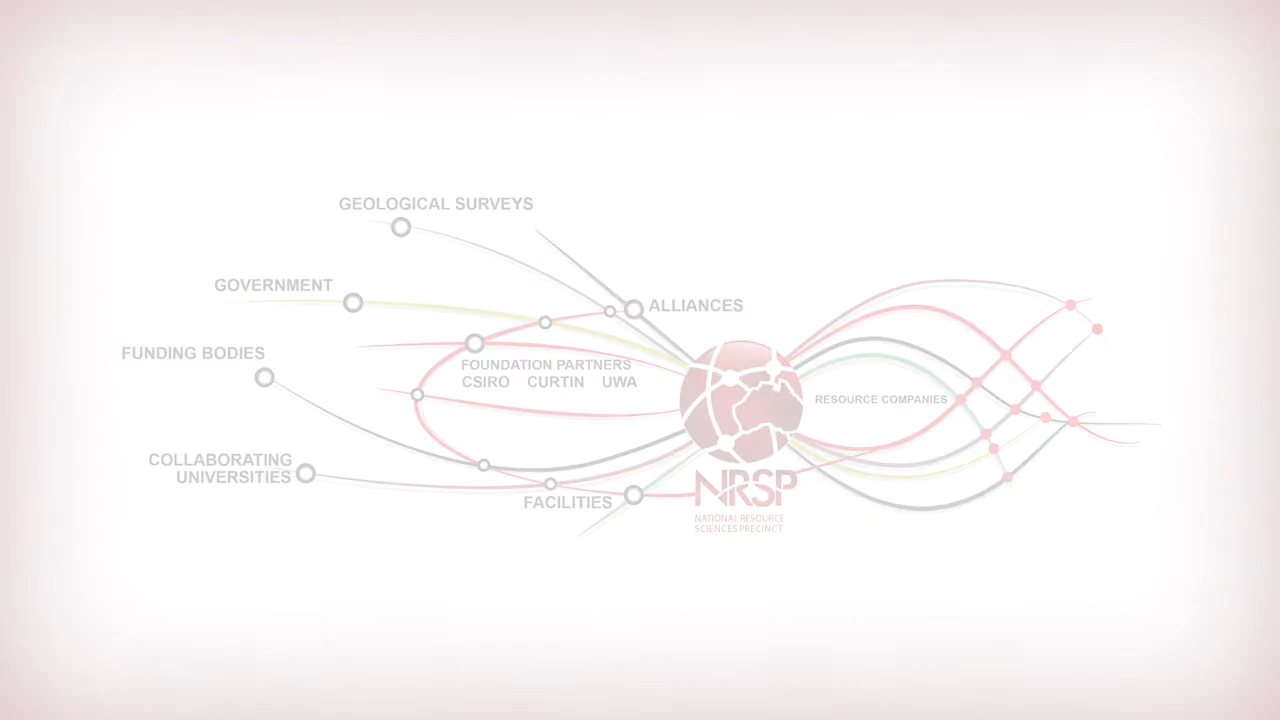 GEOLOGICAL SURVEYS
GOVERNMENT
ALLIANCES
FUNDING BODIES
FOUNDATION PARTNERS
CSIRO CURTIN UWA
RESOURCE COMPANIES
COLLABORATING
UNIVERSITIES
FACILITIES
NRSP
NATIONAL RESOURCE
SCIENCES PRECINCT